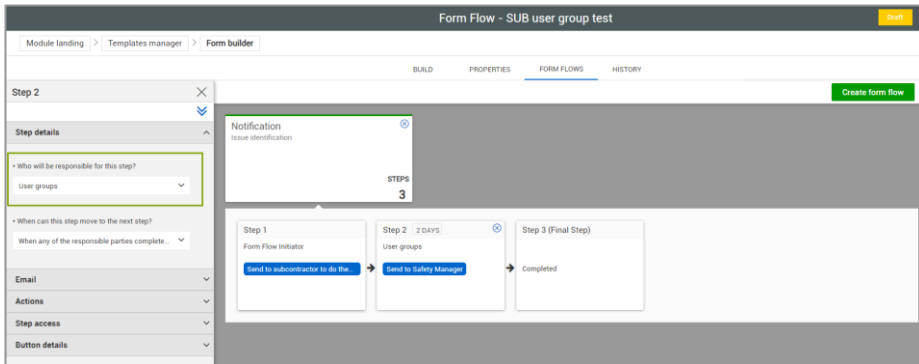 Form Flow - SUB user group test
Draft
Module landing > Templates manager > Form builder
BUILD PROPERTIES FORM FLOWS HISTORY
Step 2
Create form flow
Step details
* Who will be responsible for this step?
User groups
* When can this step move to the next step?
When any of the responsible parties complete...
Email
Actions
Step access
Button details
Notification
Issue identification
STEPS
3
Step 1
Form Flow Initiator
Send to subcontractor to do the...
Step 2 2 DAYS
User groups
Send to Safety Manager
Step 3 (Final Step)
Completed